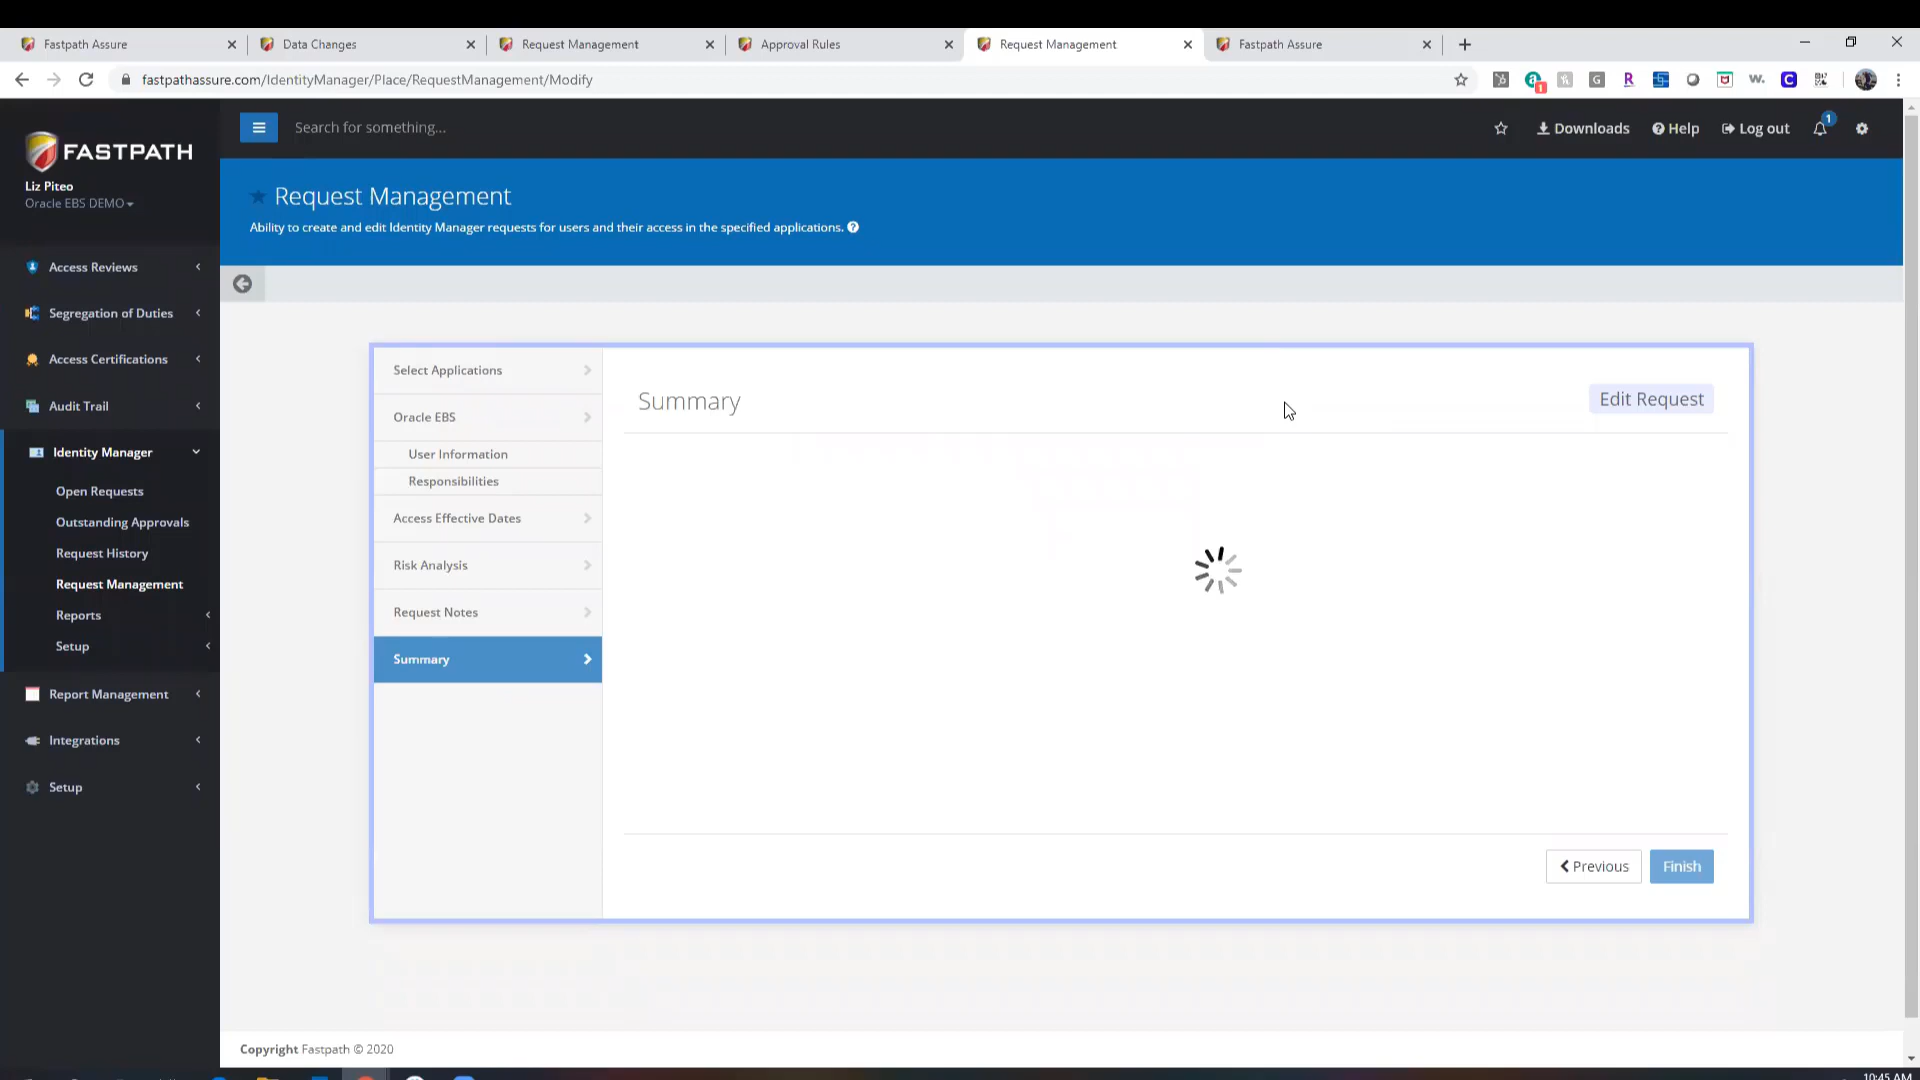 Fastpath Assure
Data Changes
Request Management
Approval Rules
Request Management
Fastpath Assure
fastpathassure.com/IdentityManager/Place/RequestManagement/Modify
FASTPATH
Liz Piteo
Oracle EBS DEMO
Search for something...
Downloads
Help
Log out
1
Request Management
Ability to create and edit Identity Manager requests for users and their access in the specified applications.
Access Reviews
Segregation of Duties
Access Certifications
Audit Trail
Identity Manager
Open Requests
Outstanding Approvals
Request History
Request Management
Reports
Setup
Report Management
Integrations
Setup
Select Applications
Oracle EBS
User Information
Responsibilities
Access Effective Dates
Risk Analysis
Request Notes
Summary
Summary
Edit Request
Previous
Finish
Copyright Fastpath © 2020
10:45 AM